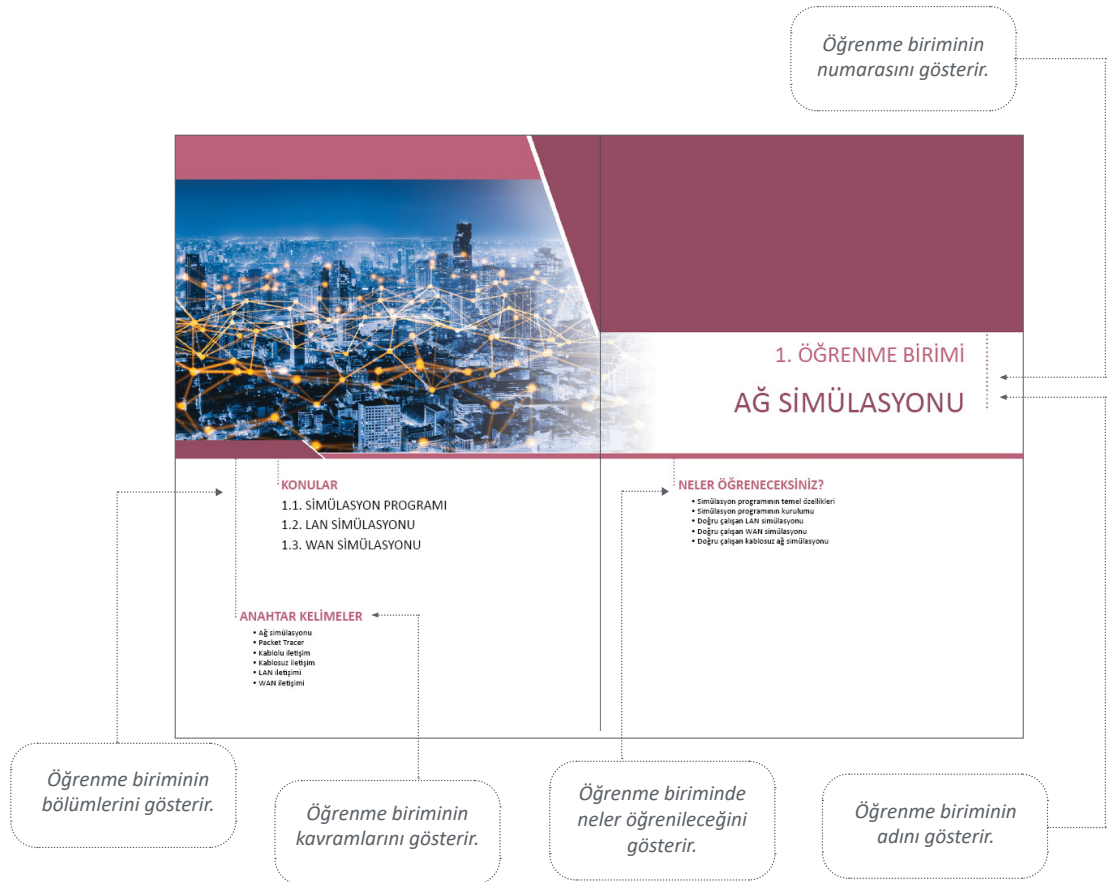 Öğrenme biriminin
numarasını gösterir.
1. ÖĞRENME BİRİMİ
AĞ SİMÜLASYONU
KONULAR
1.1. SİMÜLASYON PROGRAMI
1.2. LAN SİMÜLASYONU
1.3. WAN SİMÜLASYONU
NELER ÖĞRENECEKSİNİZ?
• Simülasyon programının temel özellikleri
• Simülasyon programının kurulumu
• Doğru çalışan LAN simülasyonu
• Doğru çalışan WAN simülasyonu
• Doğru çalışan kablosuz ağ simülasyonu
ANAHTAR KELİMELER
• Ağ simülasyonu
• Packet Tracer
• Kablolu iletişim
• Kablosuz iletişim
• LAN iletişimi
• WAN iletişimi
Öğrenme biriminin
bölümlerini gösterir.
Öğrenme biriminin
kavramlarını gösterir.
Öğrenme biriminde
neler öğrenileceğini
gösterir.
Öğrenme biriminin
adını gösterir.